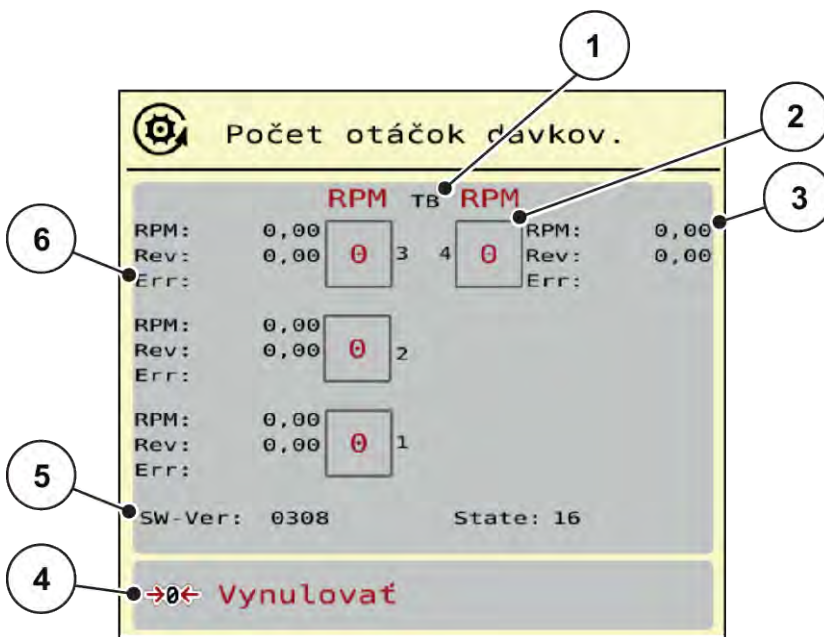 1
Počet otáčok dávkov.
2
RPM TB RPM
3
RPM: 0,00 RPM: 0,00
6
Rev: 0,00 0 3 4 0 Rev: 0,00
Err: Err:
RPM: 0,00
Rev: 0,00 0 2
Err:
RPM: 0,00
Rev: 0,00 0 1
Err:
5
SW-Ver: 0308 State: 16
4
→0← Vynulovať